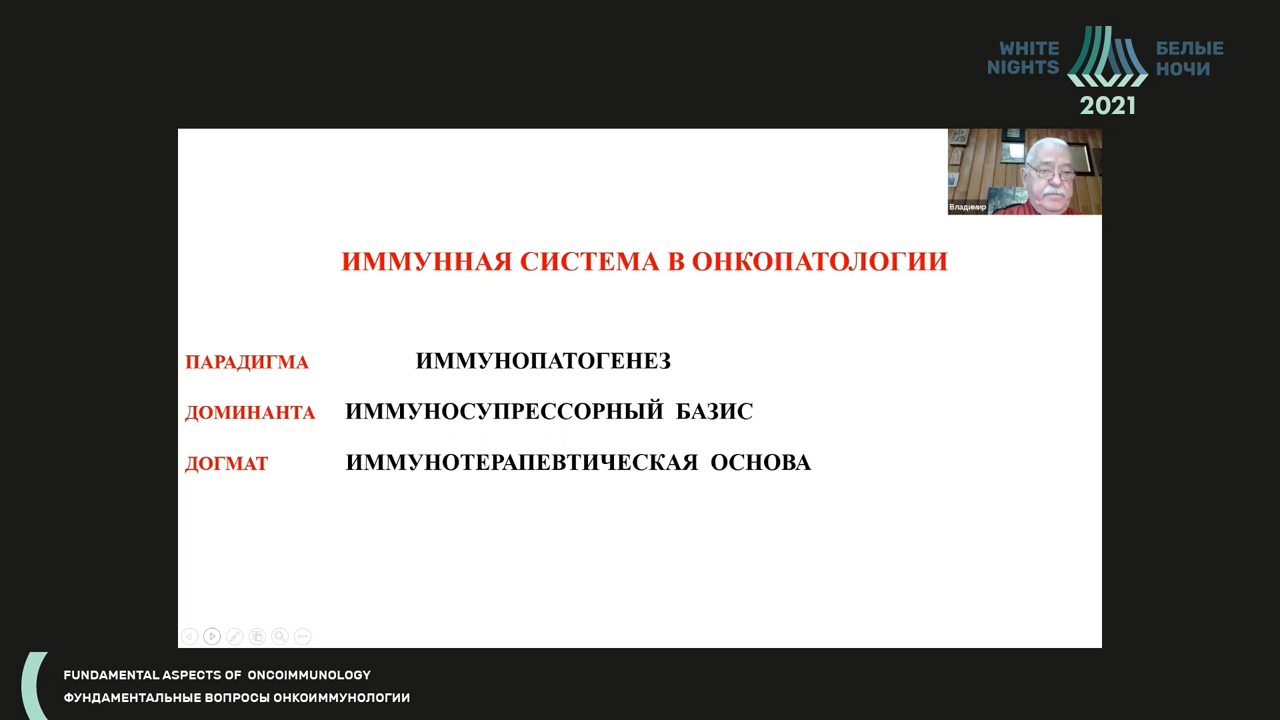 WHITE NIGHTS
БЕЛЫЕ НОЧИ
2021
Владимир
ИММУННАЯ СИСТЕМА В ОНКОПАТОЛОГИИ
ПАРАДИГМА ИММУНОПАТОГЕНЕЗ
ДОМИНАНТА ИММУНОСУПРЕССОРНЫЙ БАЗИС
ДОГМАТ ИММУНОТЕРАПЕВТИЧЕСКАЯ ОСНОВА
FUNDAMENTAL ASPECTS OF ONCOIMMUNOLOGY
ФУНДАМЕНТАЛЬНЫЕ ВОПРОСЫ ОНКОИММУНОЛОГИИ